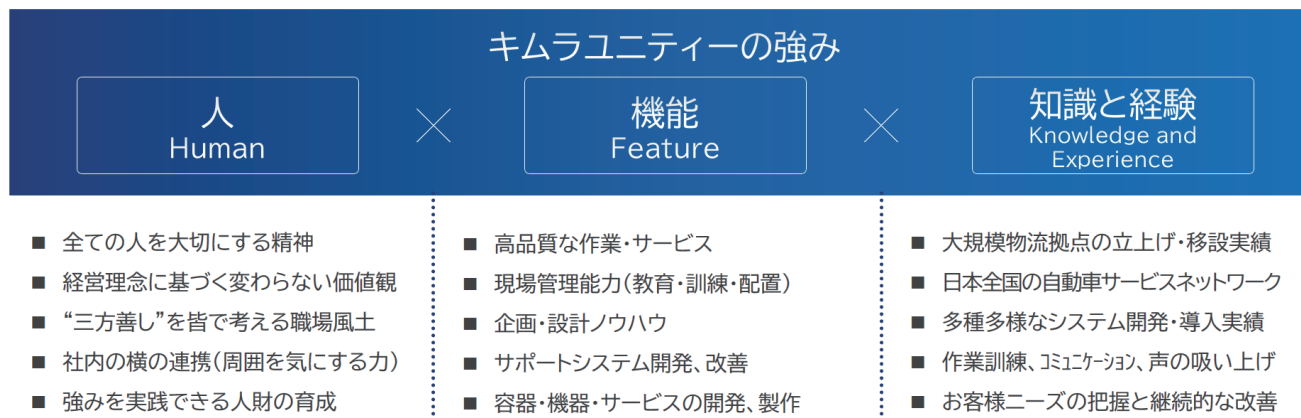 キムラユニティーの強み
人
Human
×
機能
Feature
×
知識と経験
Knowledge and
Experience
■ 全ての人を大切にする精神
■ 経営理念に基づく変わらない価値観
■ “三方善し”を皆で考える職場風土
■ 社内の横の連携(周囲を気にする力)
■ 強みを実践できる人財の育成
■ 高品質な作業・サービス
■ 現場管理能力(教育・訓練・配置)
■ 企画・設計ノウハウ
■ サポートシステム開発、改善
■ 容器・機器・サービスの開発、製作
■ 大規模物流拠点の立上げ・移設実績
■ 日本全国の自動車サービスネットワーク
■ 多種多様なシステム開発・導入実績
■ 作業訓練、コミュニケーション、声の吸い上げ
■ お客様ニーズの把握と継続的な改善